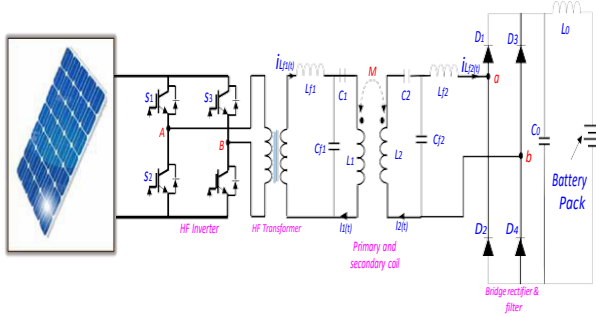 D1
D3
L0
iLf1(t)
Lf1
C1
M
C2
iLf2(t)
Lf2
a
S1
S3
A
B
Cf1
L1
L2
Cf2
C0
b
S2
Battery
Pack
HF Inverter
HF Transformer
I1(t)
I2(t)
D2
D4
Primary and
secondary coil
Bridge rectifier &
filter